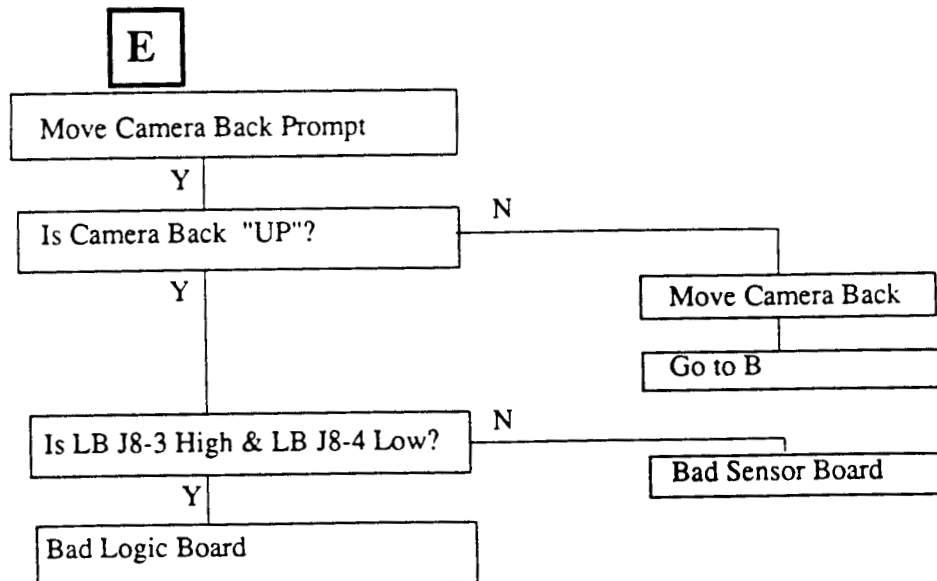 E
Move Camera Back Prompt
Y
Is Camera Back "UP"?
N
Y
Move Camera Back
Go to B
Is LB J8-3 High & LB J8-4 Low?
N
Bad Sensor Board
Y
Bad Logic Board